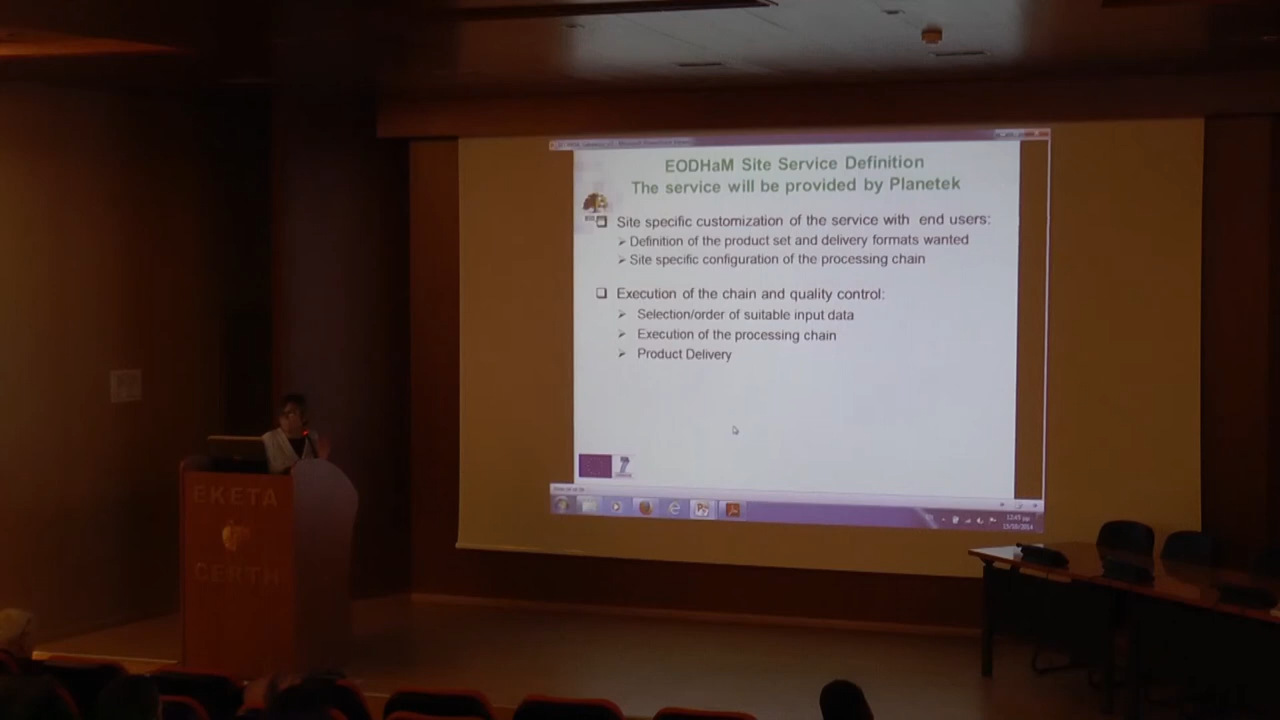 EODHaM Site Service Definition
The service will be provided by Planetek
Site specific customization of the service with end users:
Definition of the product set and delivery formats wanted
Site specific configuration of the processing chain
Execution of the chain and quality control:
Selection/order of suitable input data
Execution of the processing chain
Product Delivery
EKETA
CERTH